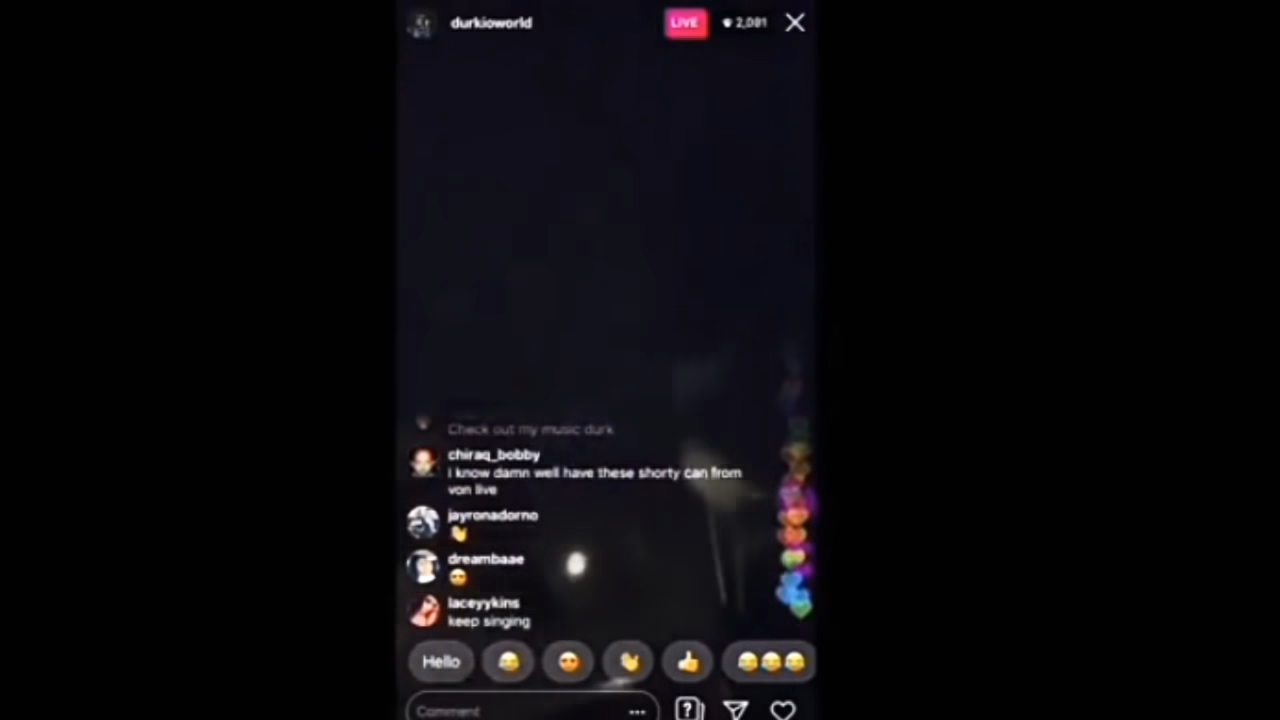 durkioworld
LIVE
2,091
Check out my music durk
chiraq_bobby
i know damn well have these shorty can from
von live
jayronadorno
👏
dreambaae
😍
laceyykins
keep singing
Hello 😂 😍 👏 👍 😂😂😂
Comment ...